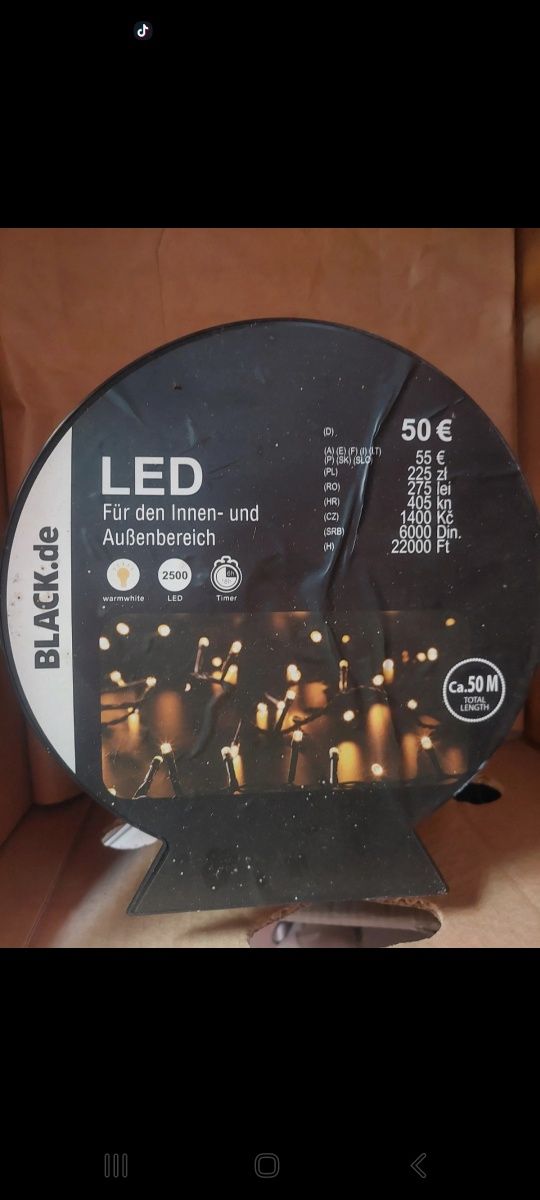 BLACK.de
LED
Für den Innen- und
Außenbereich
warmwhite
2500
LED
6h
Timer
(D) 50 €
(A) (E) (F) (I) (LT)
(P) (SK) (SLO) 55 €
(PL) 225 zł
(RO) 275 lei
(HR) 405 kn
(CZ) 1400 Kč
(SRB) 6000 Din.
(H) 22000 Ft
Ca.50 M
TOTAL
LENGTH